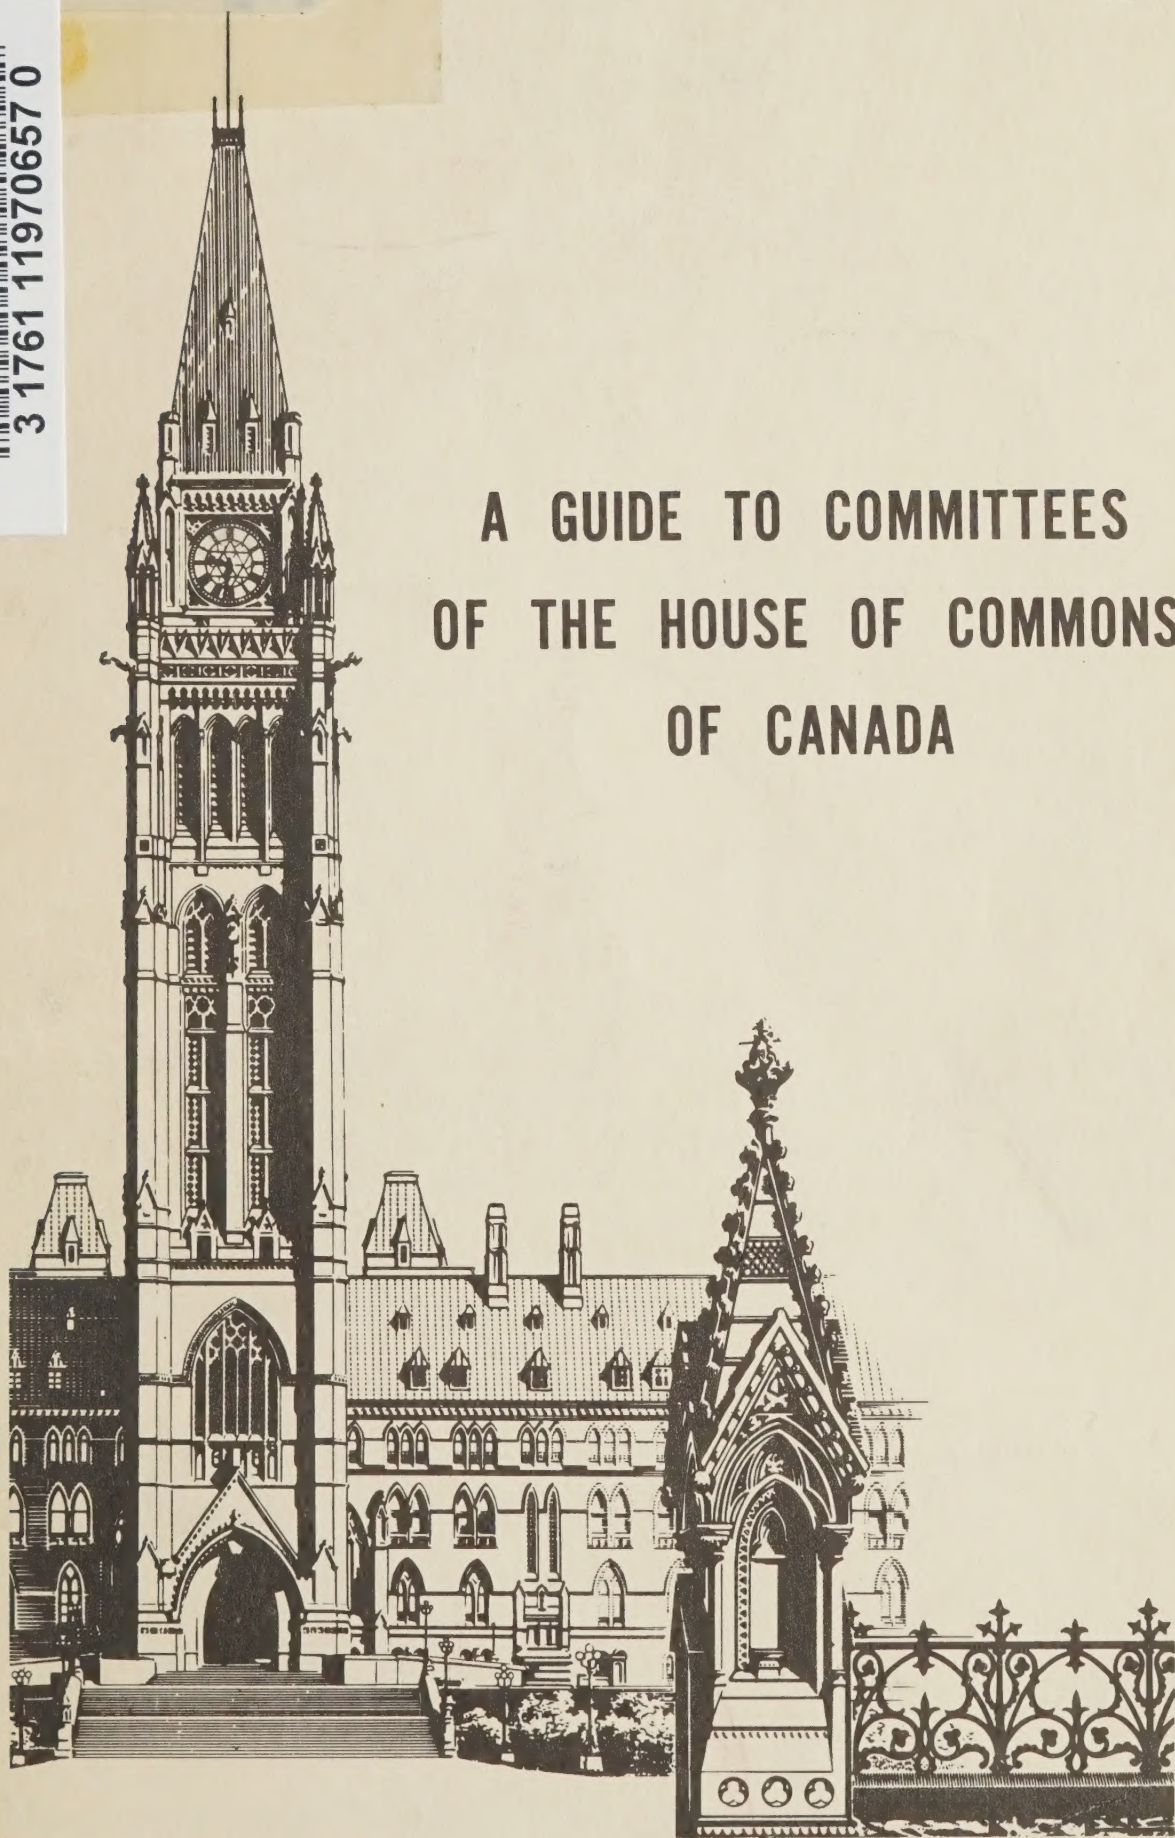 3 1761 11970657 0
A GUIDE TO COMMITTEES
OF THE HOUSE OF COMMONS
OF CANADA